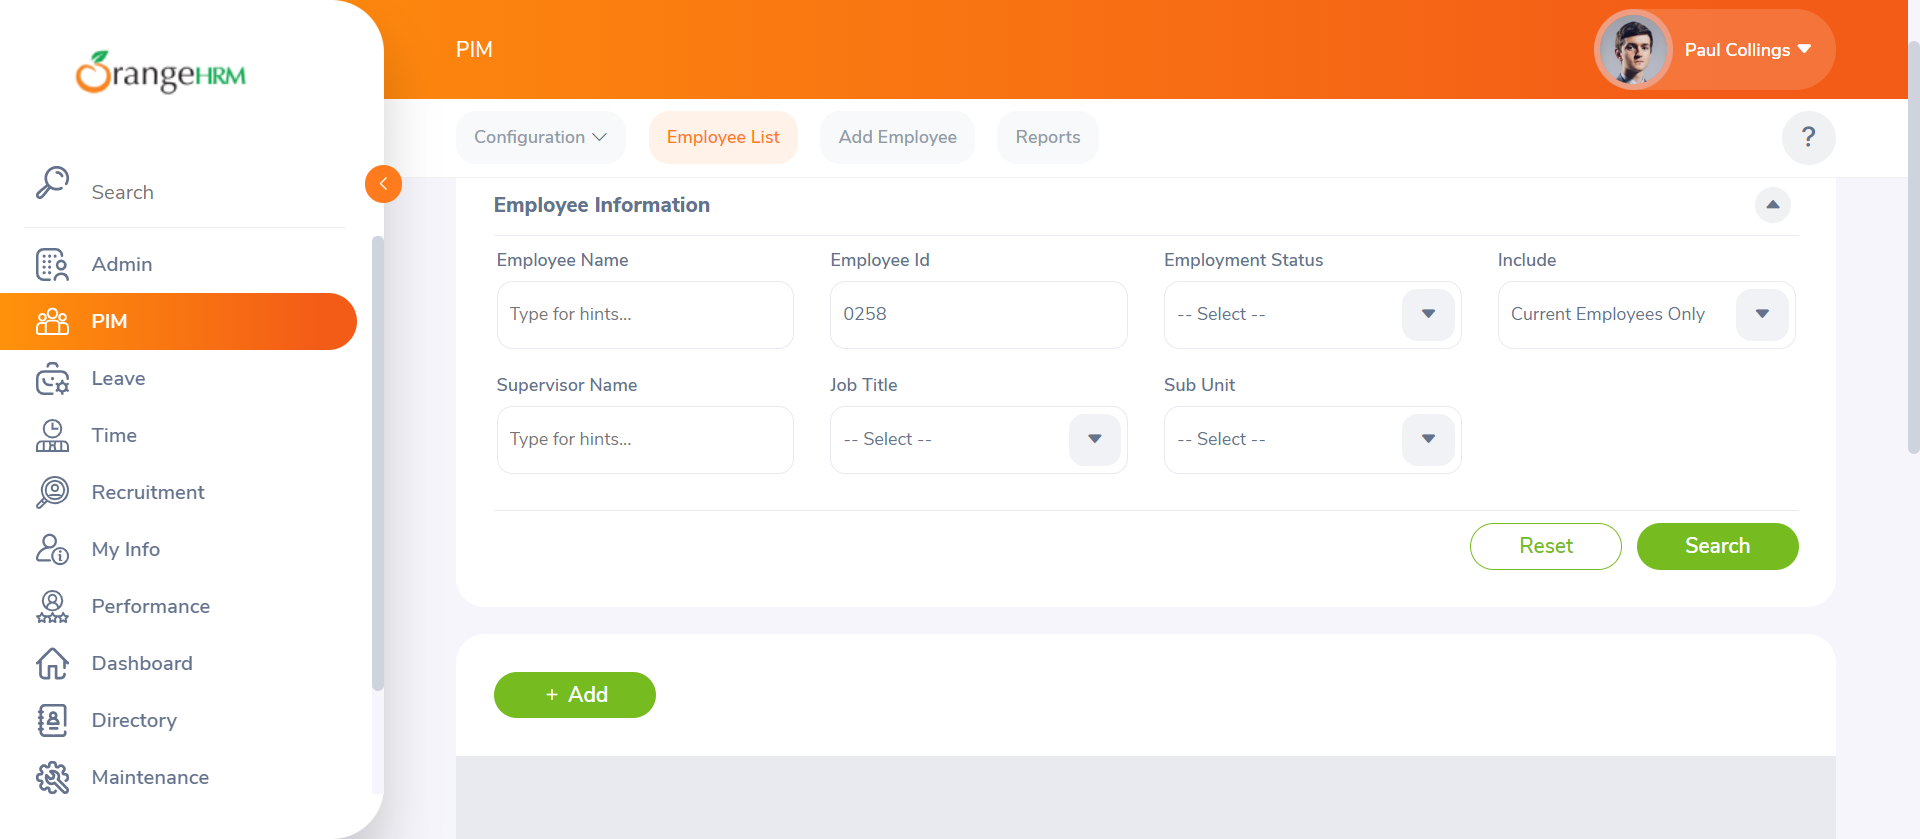 OrangeHRM
PIM
Paul Collings
Configuration
Employee List
Add Employee
Reports
?
Search
Admin
PIM
Leave
Time
Recruitment
My Info
Performance
Dashboard
Directory
Maintenance
Employee Information
Employee Name
Employee Id
Employment Status
Include
Type for hints...
0258
-- Select --
Current Employees Only
Supervisor Name
Job Title
Sub Unit
Type for hints...
-- Select --
-- Select --
Reset
Search
+ Add